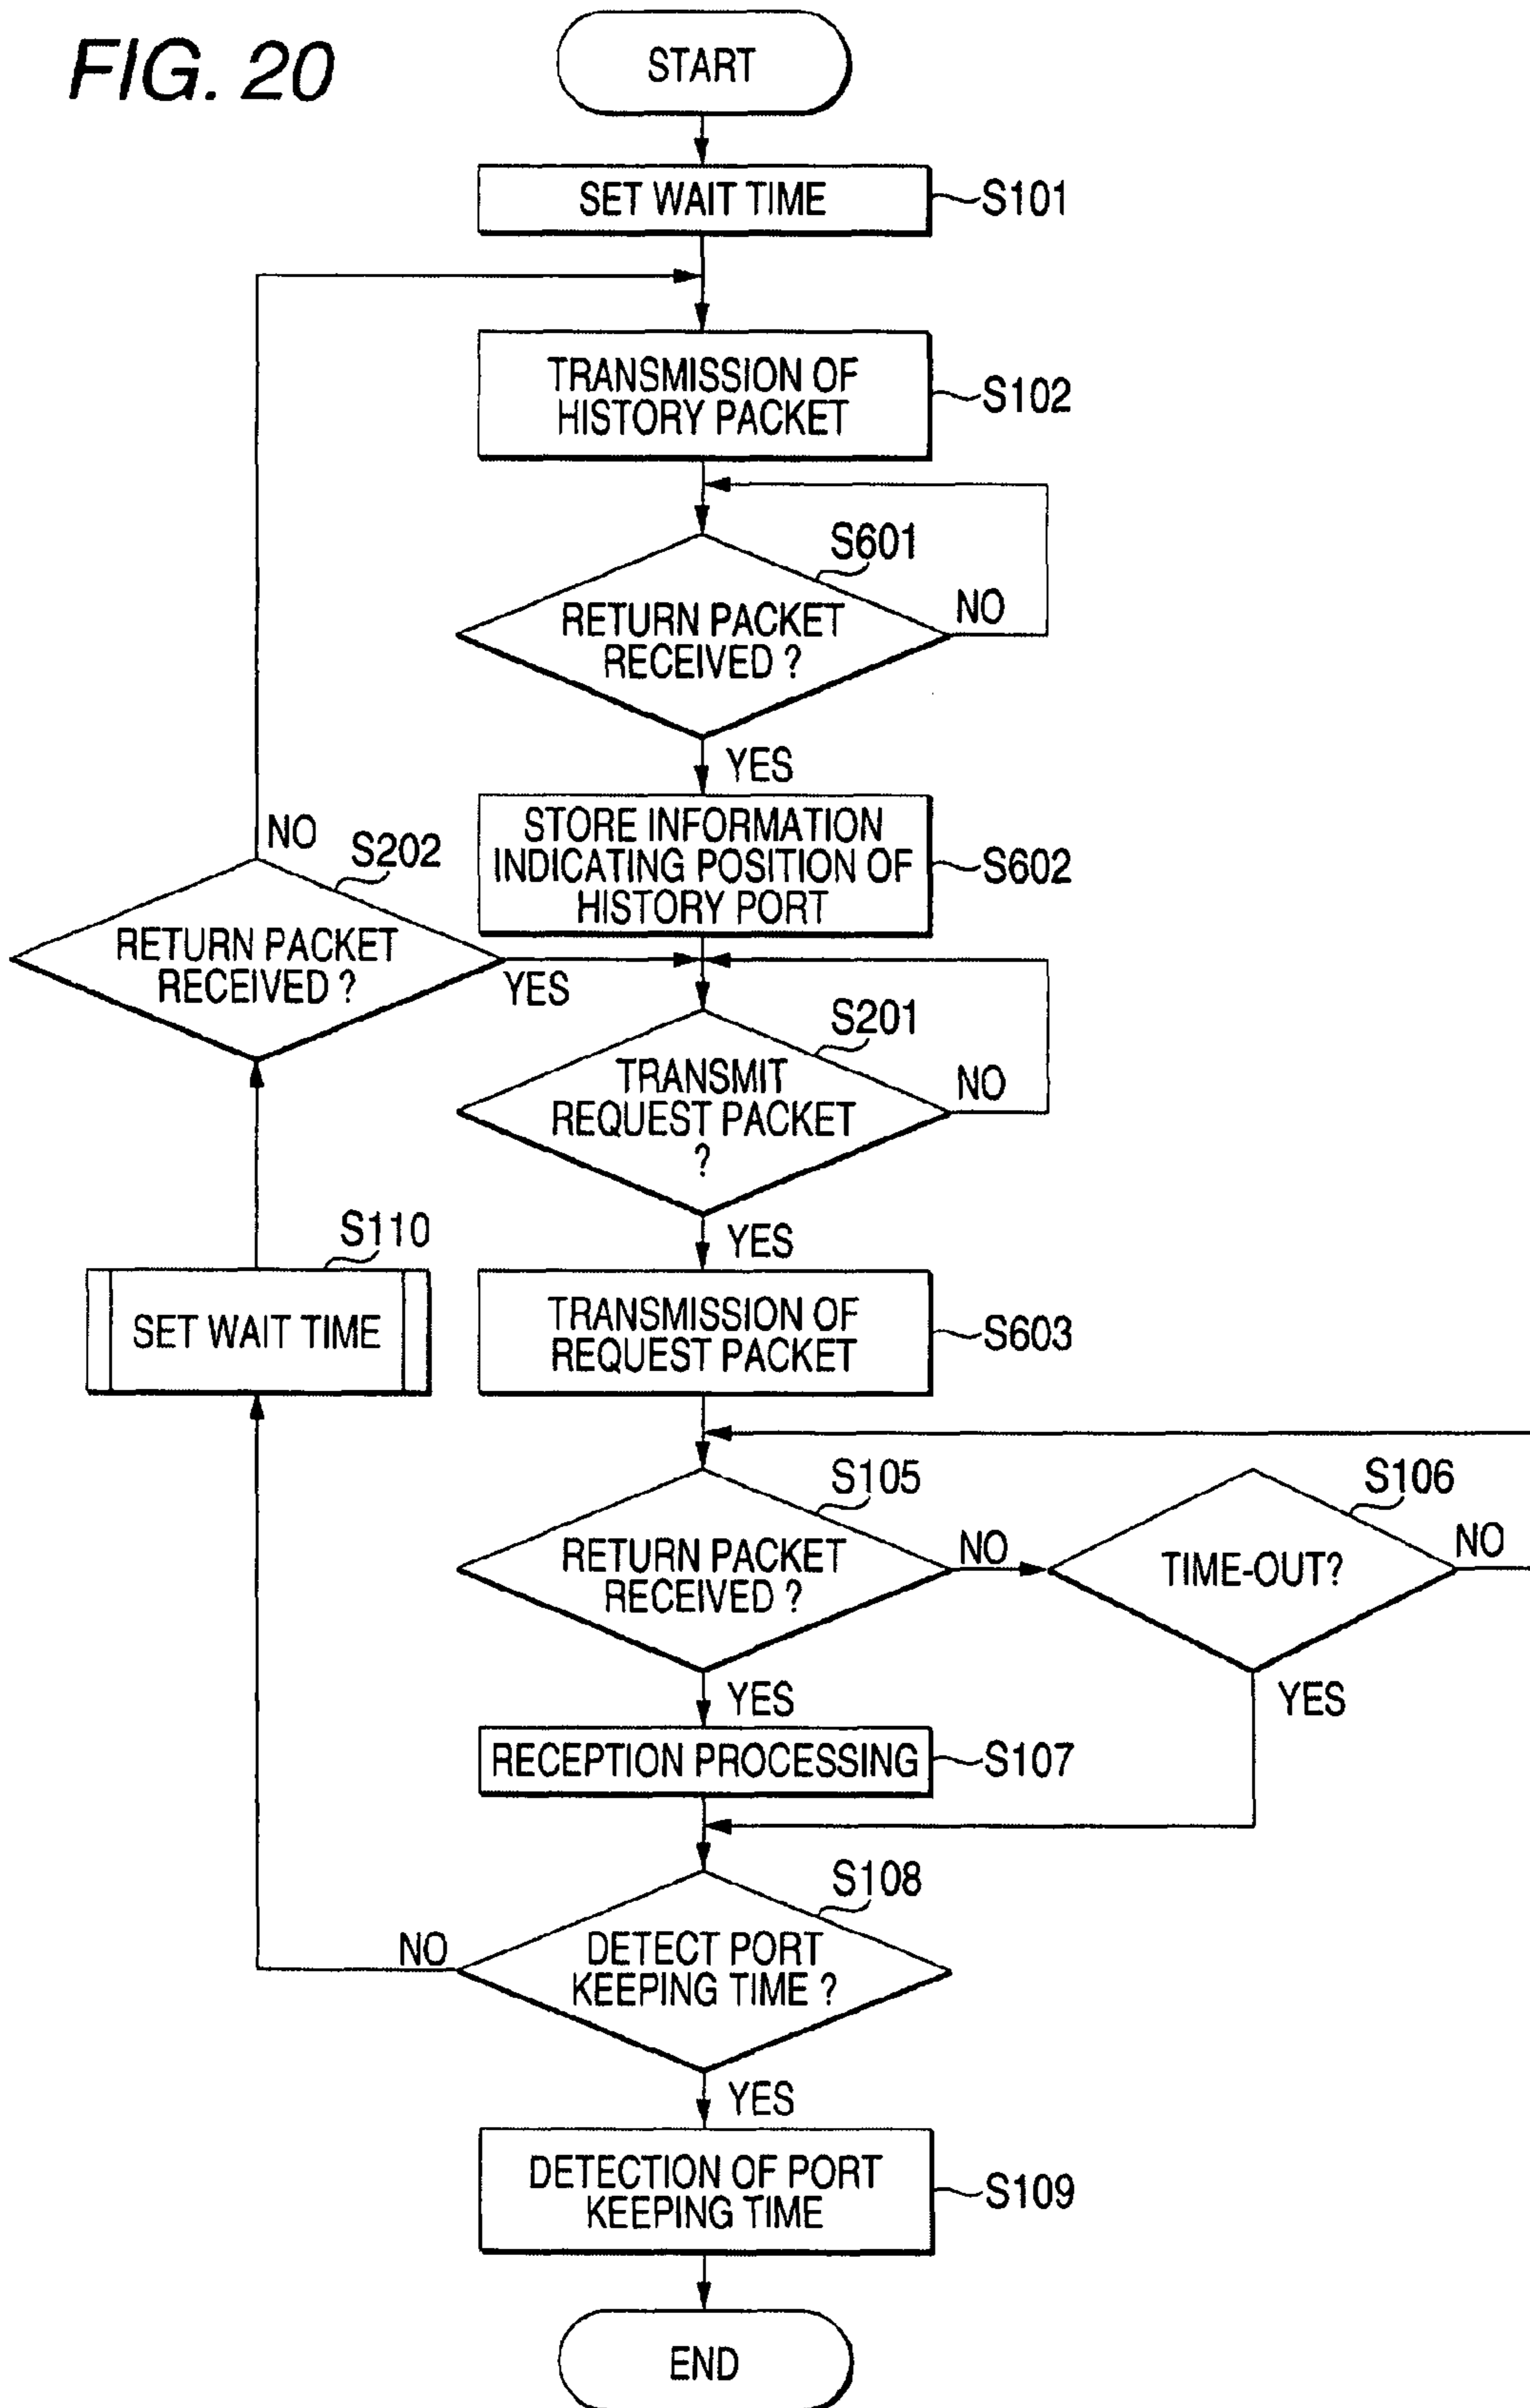 FIG. 20
START
SET WAIT TIME
S101
TRANSMISSION OF
HISTORY PACKET
S102
S601
RETURN PACKET
RECEIVED ?
NO
YES
STORE INFORMATION
INDICATING POSITION OF
HISTORY PORT
S602
NO
S202
RETURN PACKET
RECEIVED ?
YES
S201
TRANSMIT
REQUEST PACKET
?
NO
YES
S110
SET WAIT TIME
TRANSMISSION OF
REQUEST PACKET
S603
S105
RETURN PACKET
RECEIVED ?
NO
S106
TIME-OUT?
NO
YES
YES
RECEPTION PROCESSING
S107
S108
DETECT PORT
KEEPING TIME ?
NO
YES
DETECTION OF PORT
KEEPING TIME
S109
END